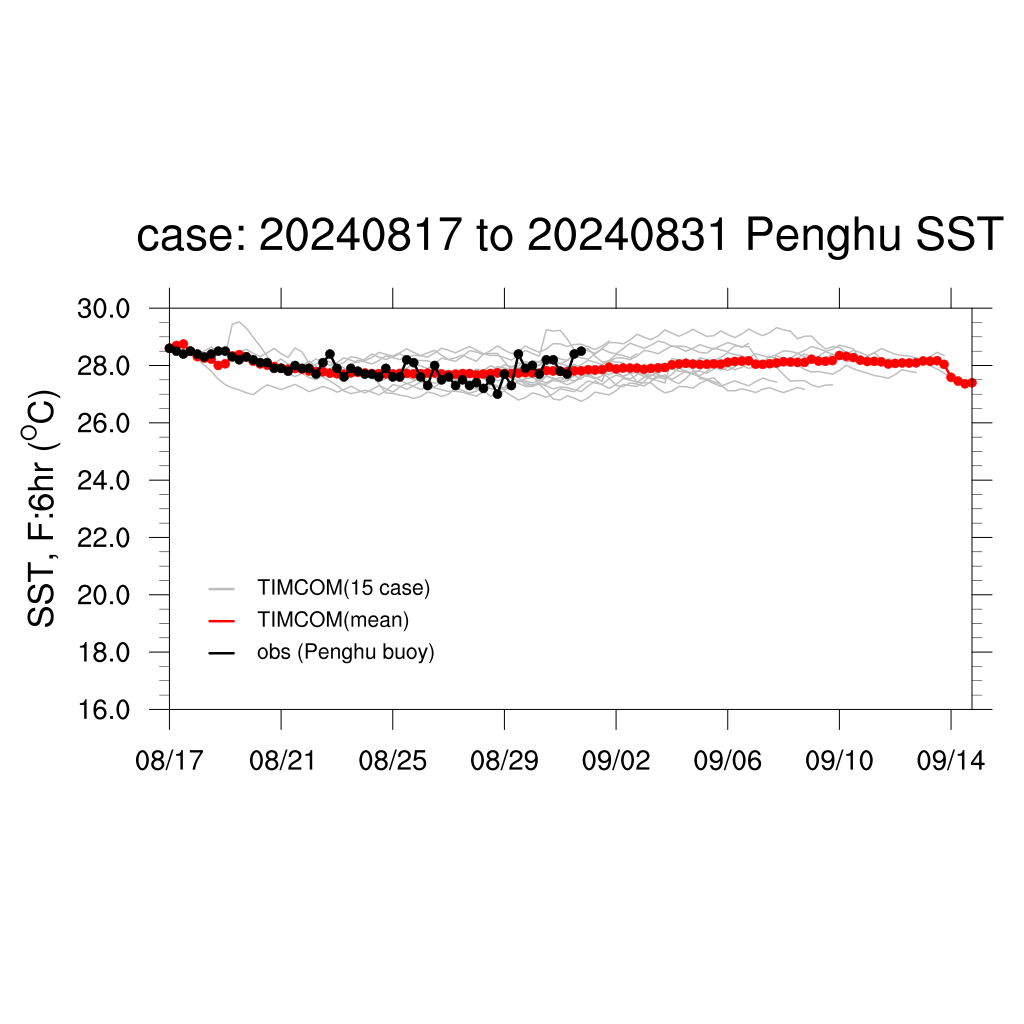 case: 20240817 to 20240831 Penghu SST
30.0
28.0
26.0
24.0
22.0
20.0
18.0
16.0
SST, F:6hr (°C)
TIMCOM(15 case)
TIMCOM(mean)
obs (Penghu buoy)
08/17 08/21 08/25 08/29 09/02 09/06 09/10 09/14